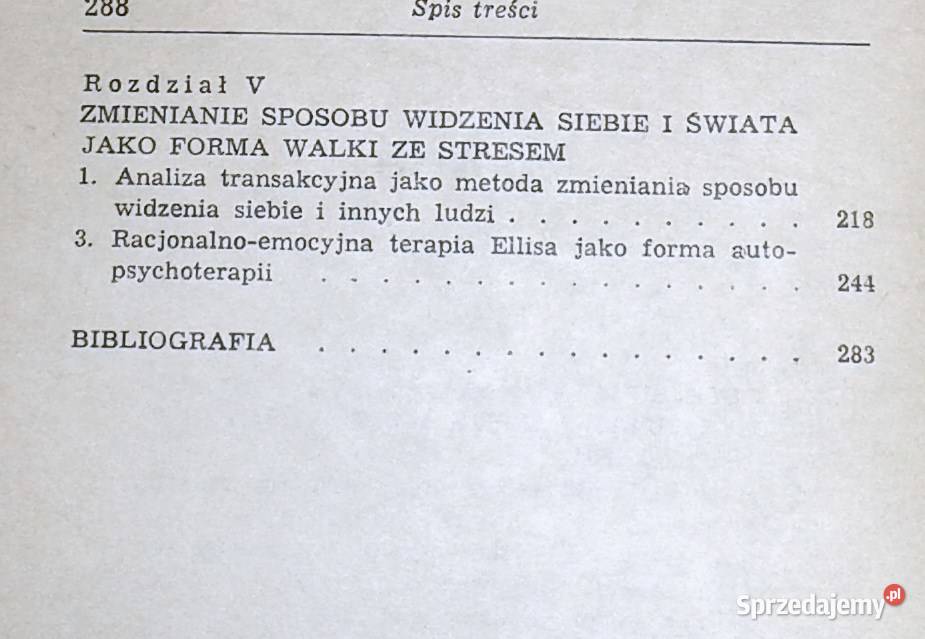 288 Spis treści
Rozdział V
ZMIENIANIE SPOSOBU WIDZENIA SIEBIE I ŚWIATA
JAKO FORMA WALKI ZE STRESEM
1. Analiza transakcyjna jako metoda zmieniania sposobu
widzenia siebie i innych ludzi . . . . . . . . . . 218
3. Racjonalno-emocyjna terapia Ellisa jako forma auto-
psychoterapii . . . . . . . . . . . . . . . . 244
BIBLIOGRAFIA . . . . . . . . . . . . . . . . 283
Sprzedajemy.pl